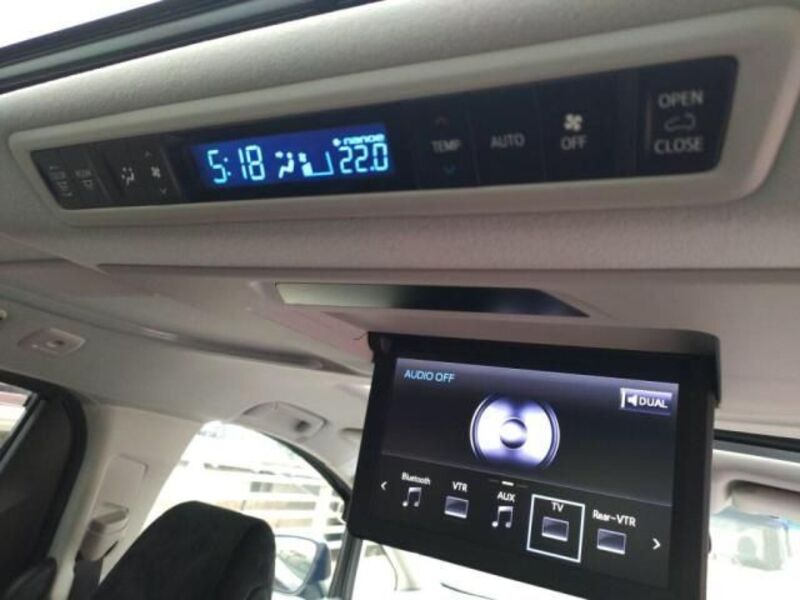 nanoe
5:18 22.0
TEMP
AUTO
OFF
OPEN
CLOSE
AUDIO OFF
DUAL
Bluetooth VTR AUX TV Rear-VTR